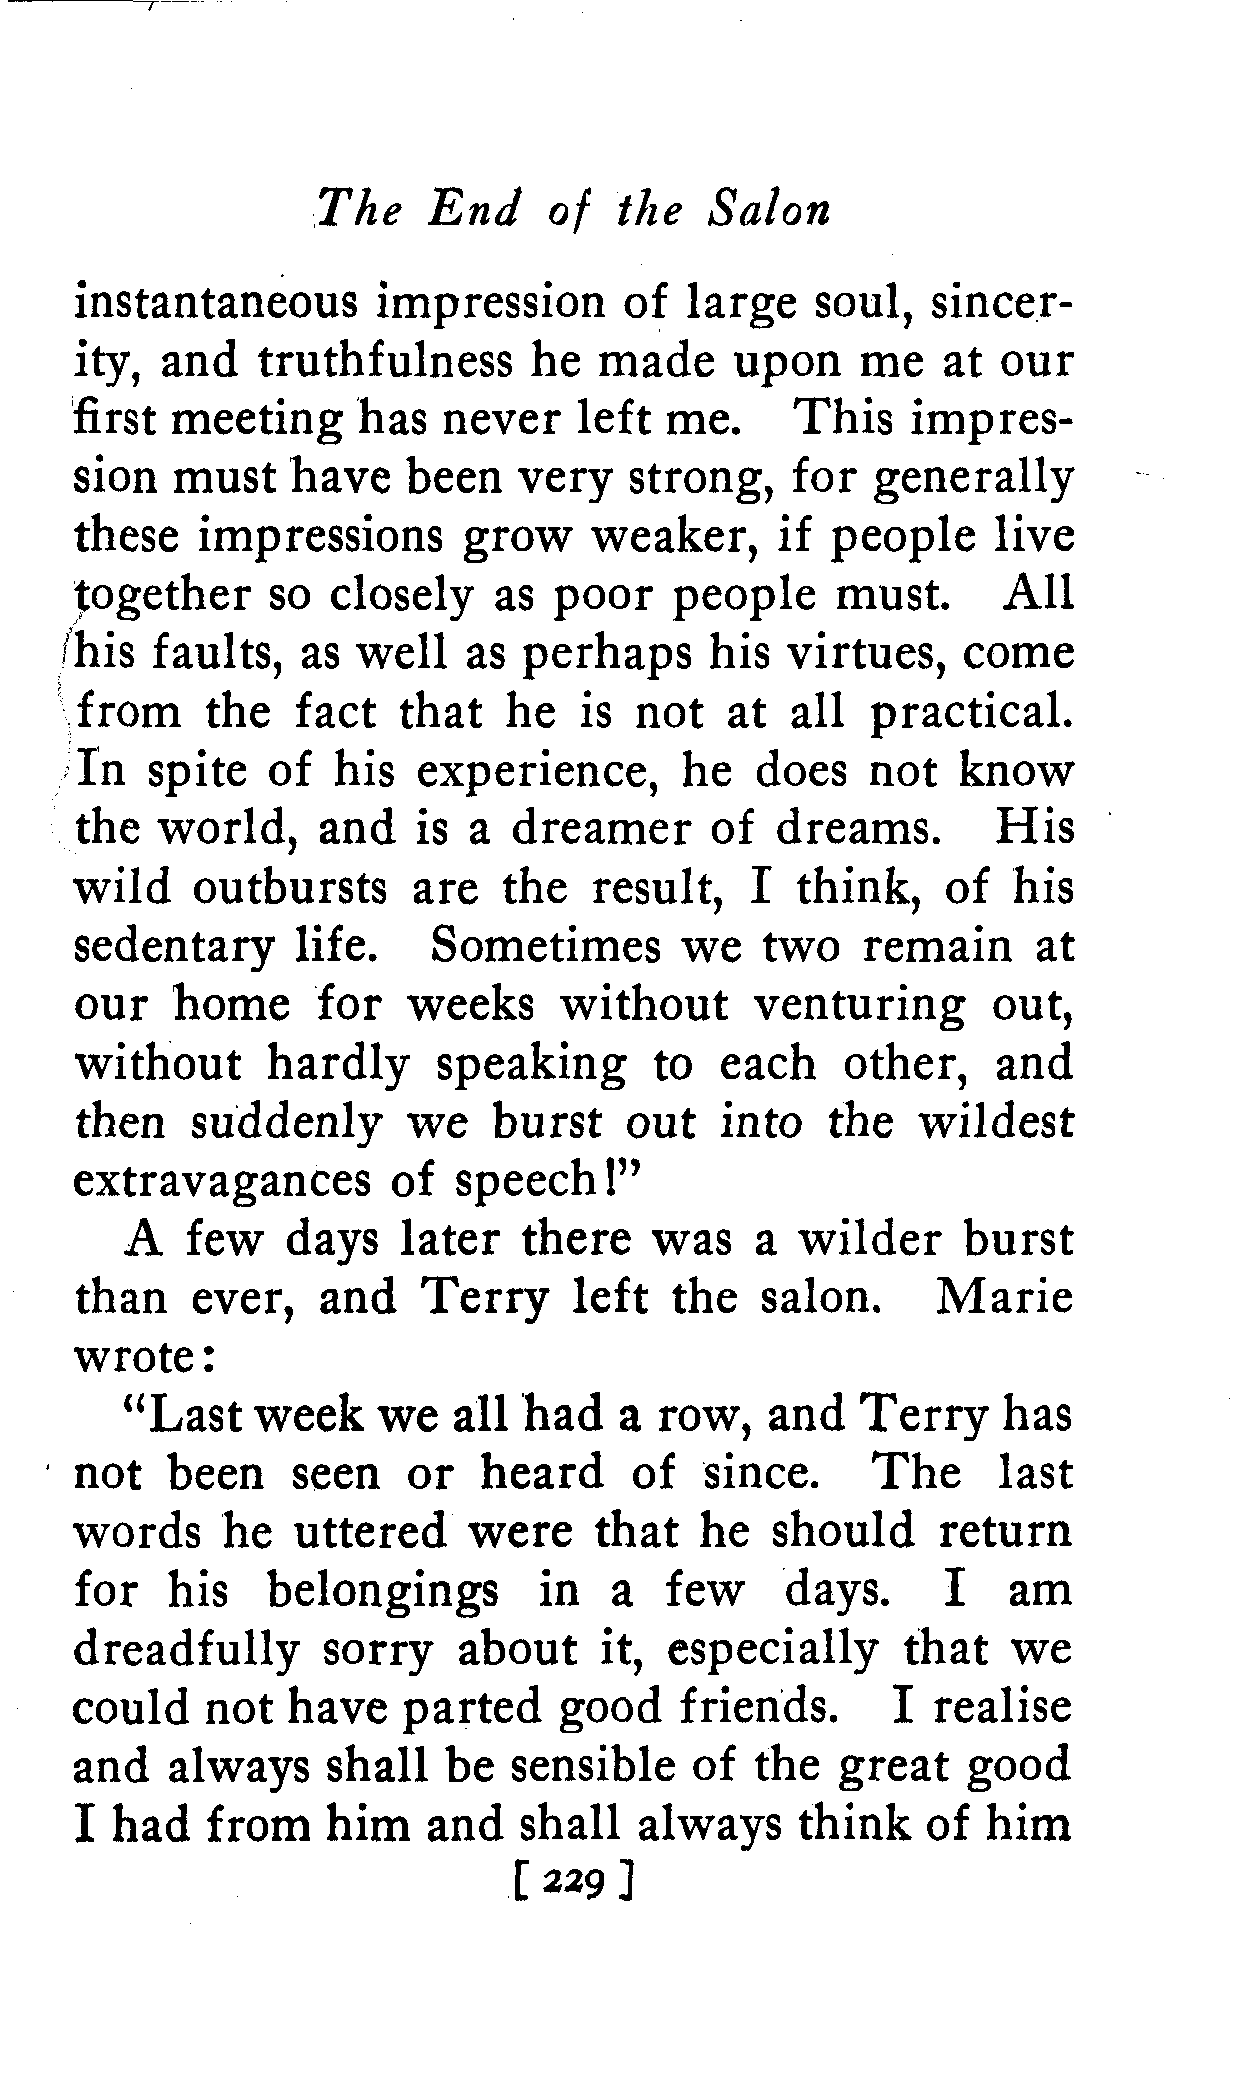 The End of the Salon
instantaneous impression of large soul, sincer-
ity, and truthfulness he made upon me at our
first meeting has never left me. This impres-
sion must have been very strong, for generally
these impressions grow weaker, if people live
together so closely as poor people must. All
his faults, as well as perhaps his virtues, come
from the fact that he is not at all practical.
In spite of his experience, he does not know
the world, and is a dreamer of dreams. His
wild outbursts are the result, I think, of his
sedentary life. Sometimes we two remain at
our home for weeks without venturing out,
without hardly speaking to each other, and
then suddenly we burst out into the wildest
extravagances of speech!"
A few days later there was a wilder burst
than ever, and Terry left the salon. Marie
wrote:
"Last week we all had a row, and Terry has
not been seen or heard of since. The last
words he uttered were that he should return
for his belongings in a few days. I am
dreadfully sorry about it, especially that we
could not have parted good friends. I realise
and always shall be sensible of the great good
I had from him and shall always think of him
[ 229 ]